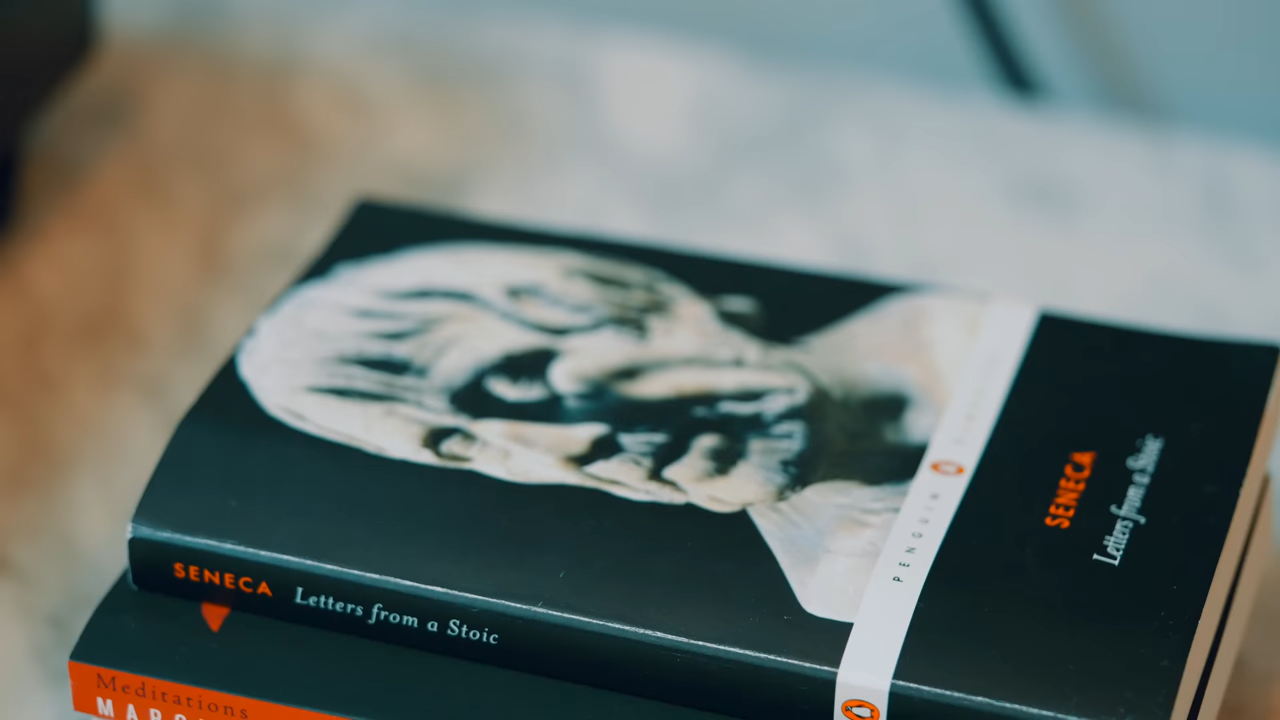 SENECA
Letters from a Stoic
PENGUIN
SENECA
Letters from a Stoic
Meditations